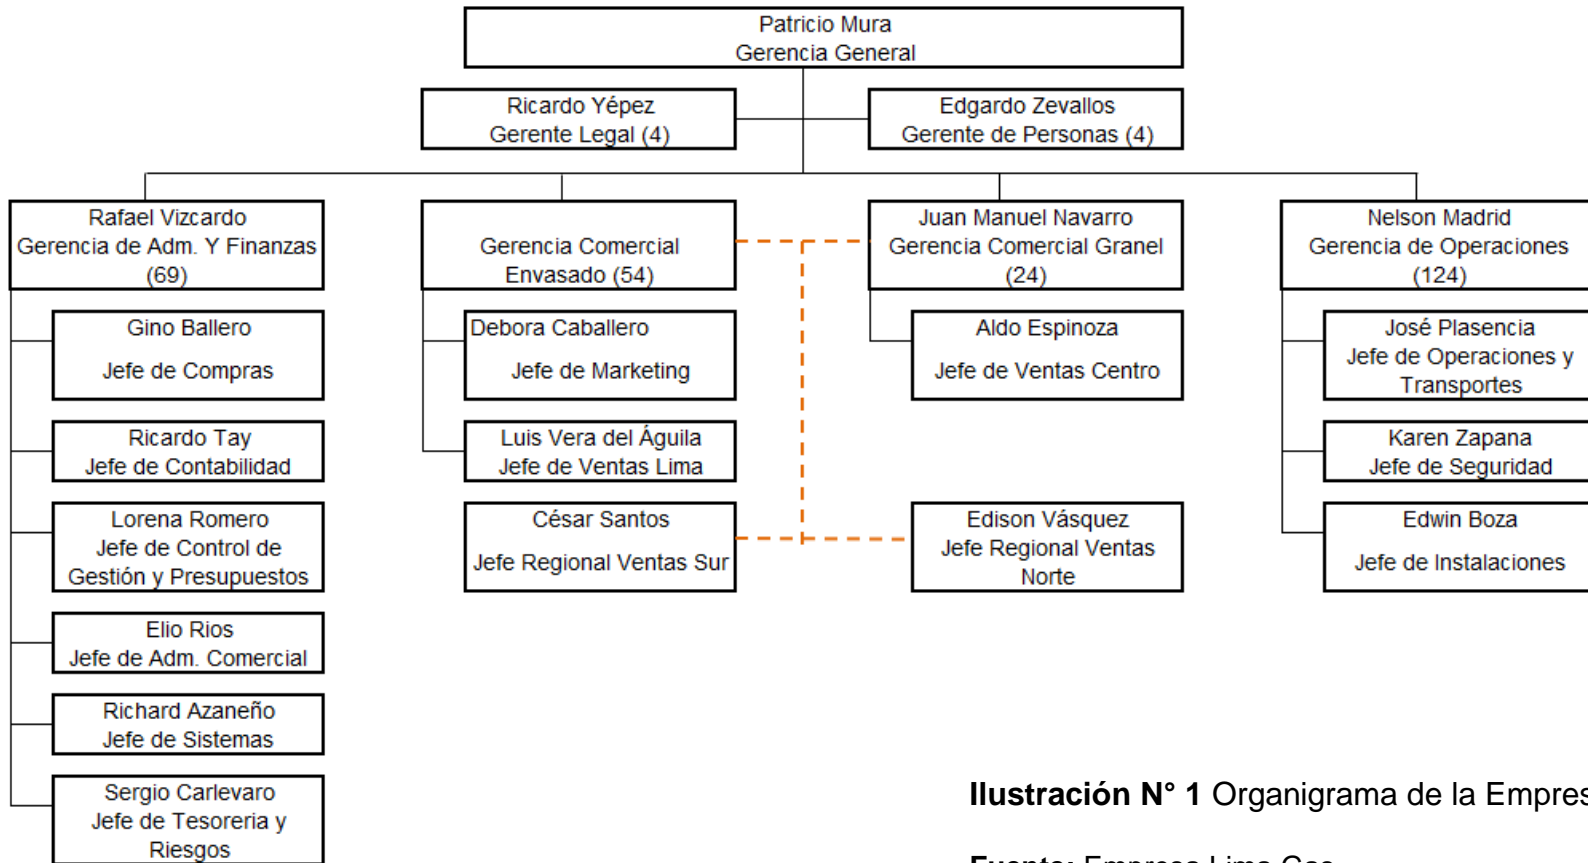 Patricio Mura
Gerencia General
Ricardo Yépez
Gerente Legal (4)
Edgardo Zevallos
Gerente de Personas (4)
Rafael Vizcardo
Gerencia de Adm. Y Finanzas
(69)
Gerencia Comercial
Envasado (54)
Juan Manuel Navarro
Gerencia Comercial Granel
(24)
Nelson Madrid
Gerencia de Operaciones
(124)
Gino Ballero
Jefe de Compras
Ricardo Tay
Jefe de Contabilidad
Lorena Romero
Jefe de Control de
Gestión y Presupuestos
Elio Rios
Jefe de Adm. Comercial
Richard Azaneño
Jefe de Sistemas
Sergio Carlevaro
Jefe de Tesoreria y
Riesgos
Debora Caballero
Jefe de Marketing
Luis Vera del Águila
Jefe de Ventas Lima
César Santos
Jefe Regional Ventas Sur
Aldo Espinoza
Jefe de Ventas Centro
Edison Vásquez
Jefe Regional Ventas
Norte
José Plasencia
Jefe de Operaciones y
Transportes
Karen Zapana
Jefe de Seguridad
Edwin Boza
Jefe de Instalaciones
Ilustración N° 1 Organigrama de la Empres
Fuente: Empresa Lima Gas